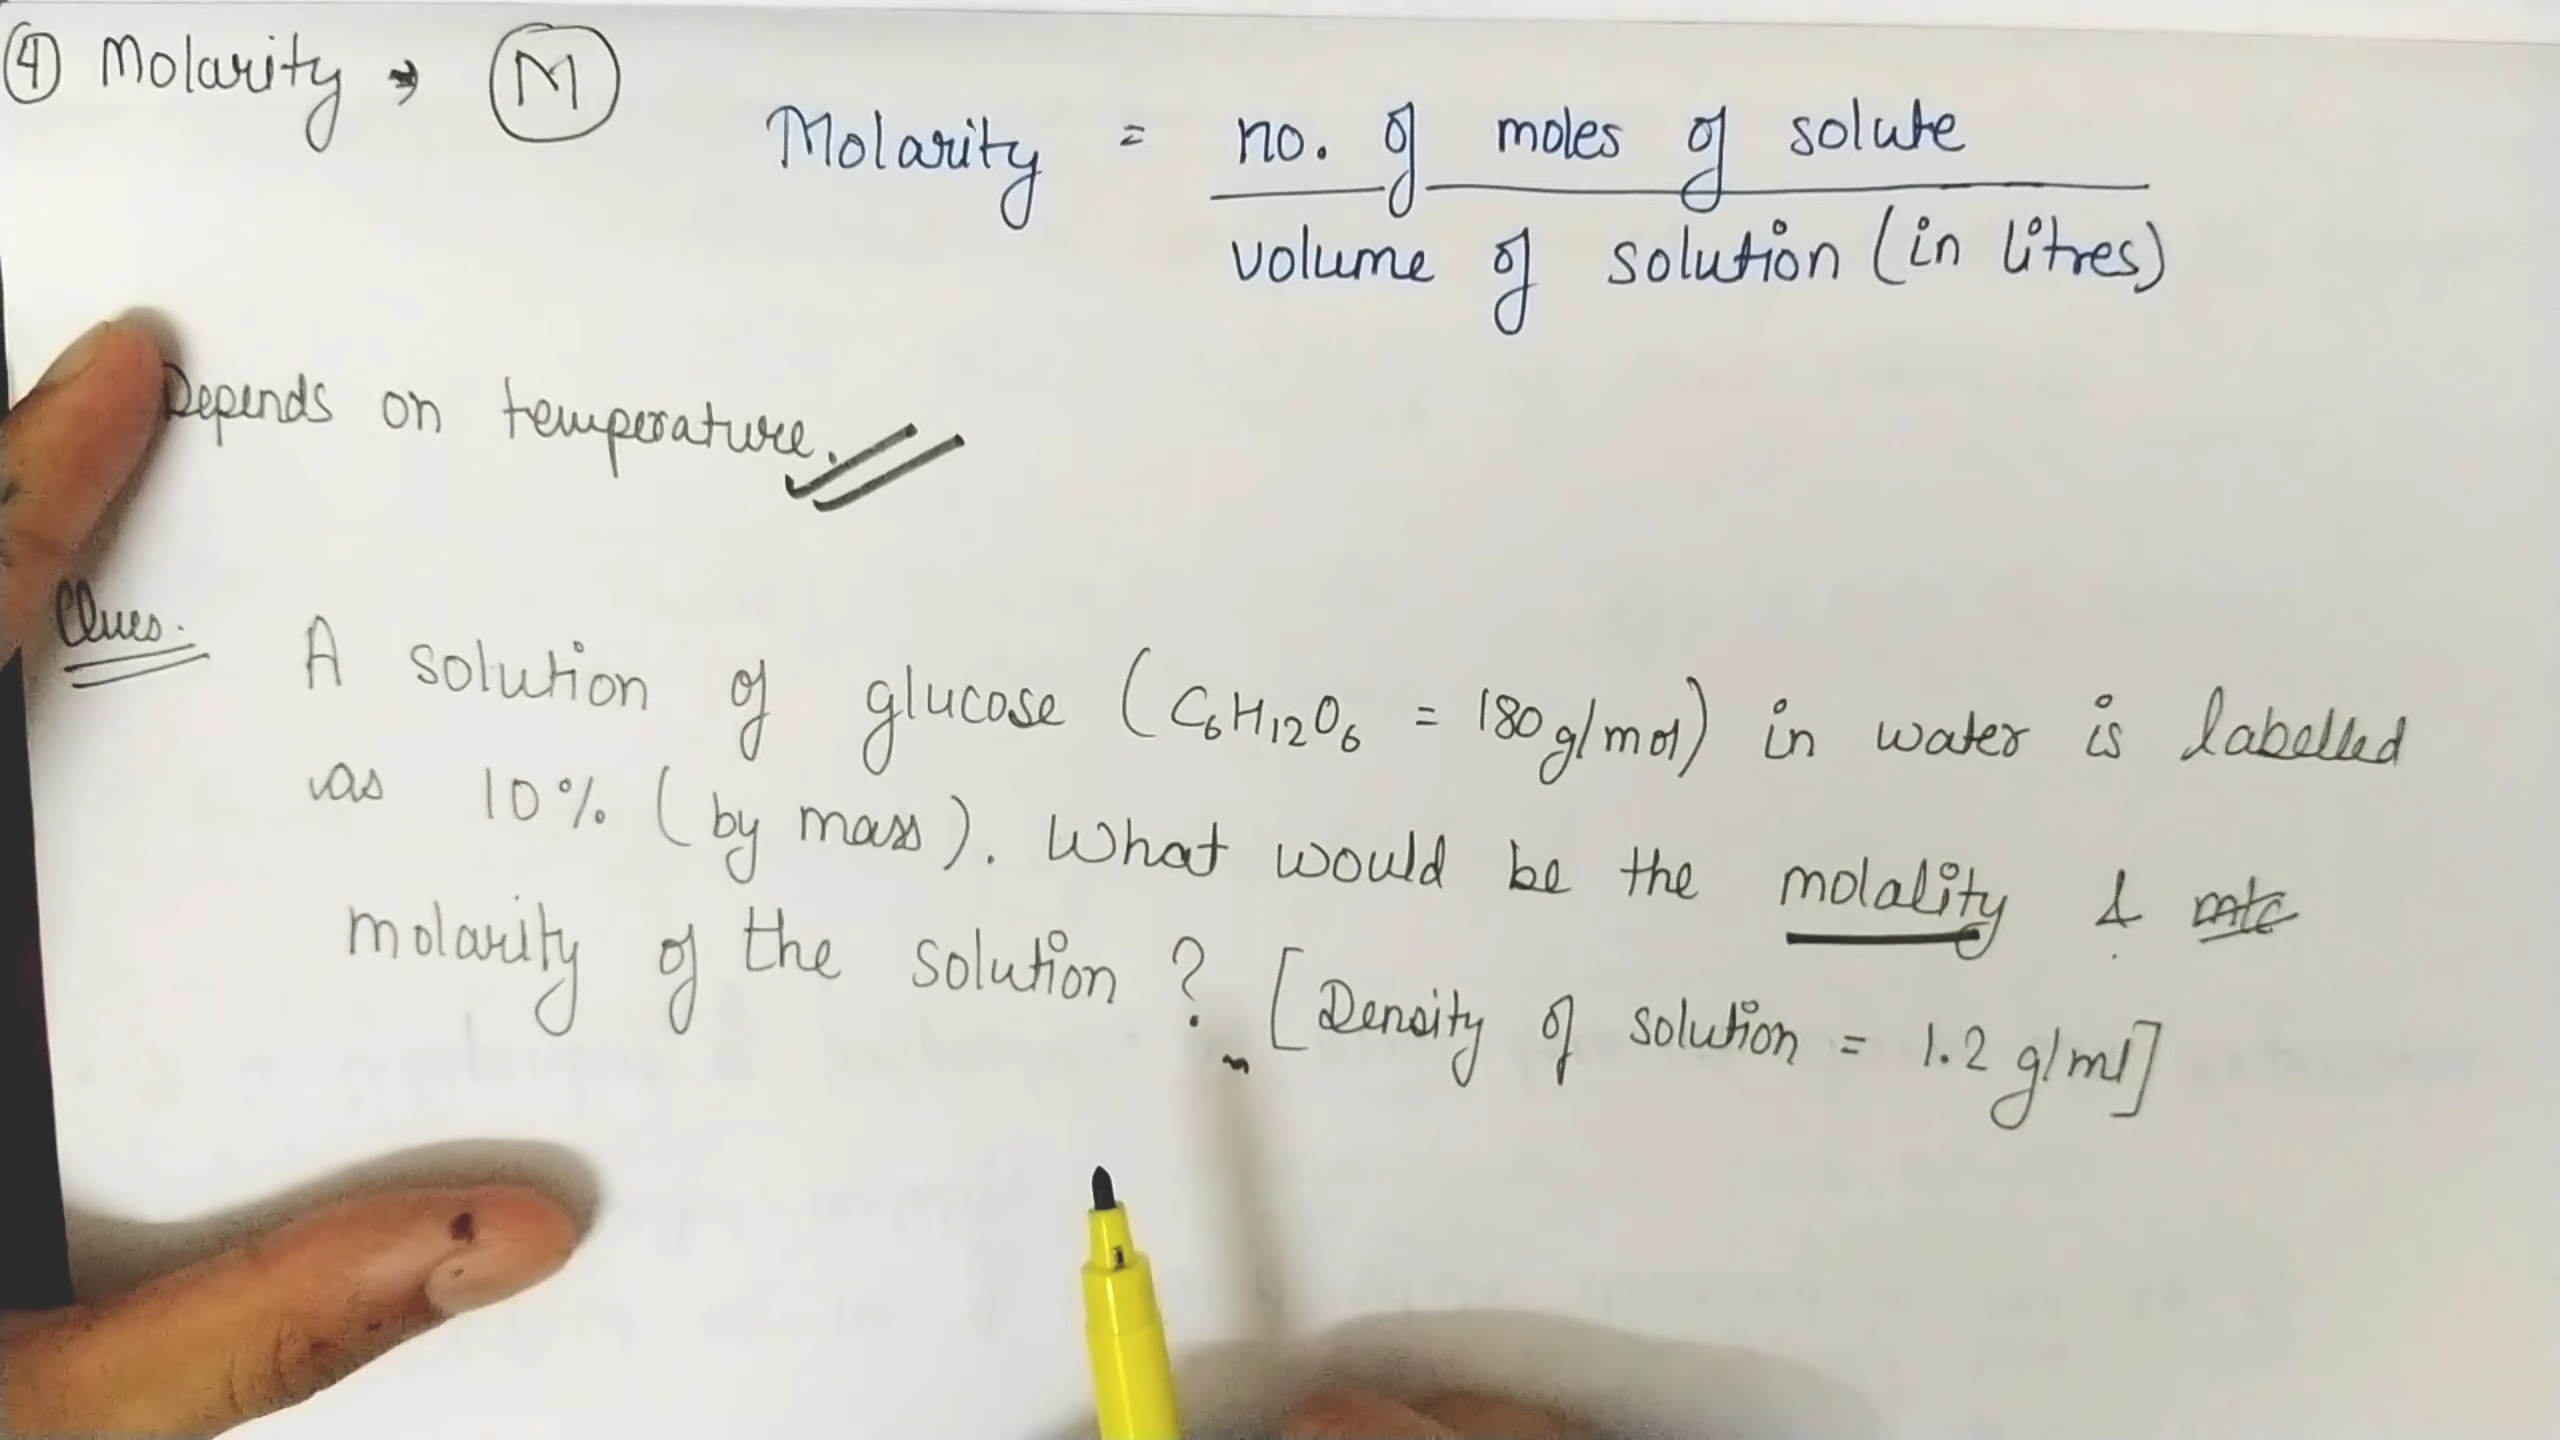 ④ Molarity → M
Molarity = no. of moles of solute
volume of solution (in litres)
Depends on temperature.
Ques. A solution of glucose (C₆H₁₂O₆ = 180 g/mol) in water is labelled
as 10% (by mass). What would be the molality &
molarity of the solution? [Density of solution = 1.2 g/ml]